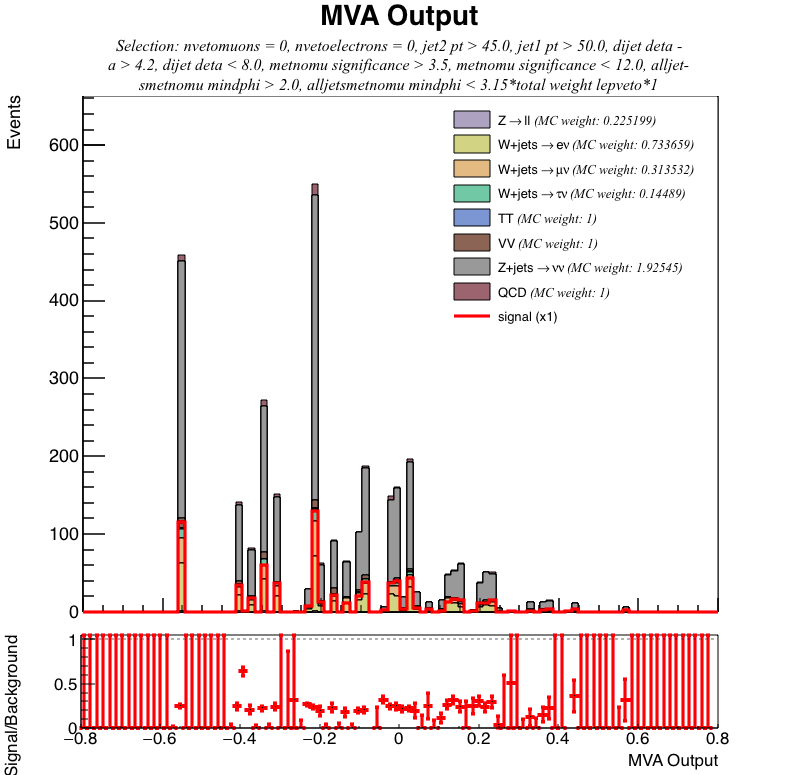 MVA Output
Selection: nvetomuons = 0, nvetoelectrons = 0, jet2 pt > 45.0, jet1 pt > 50.0, dijet deta -
a > 4.2, dijet deta < 8.0, metnomu significance > 3.5, metnomu significance < 12.0, alljet-
smetnomu mindphi > 2.0, alljetsmetnomu mindphi < 3.15*total weight lepveto*1
Events
600
500
400
300
200
100
0
Z→ll (MC weight: 0.225199)
W+jets→eν (MC weight: 0.733659)
W+jets→μν (MC weight: 0.313532)
W+jets→τν (MC weight: 0.14489)
TT (MC weight: 1)
VV (MC weight: 1)
Z+jets→νν (MC weight: 1.92545)
QCD (MC weight: 1)
signal (x1)
Signal/Background
1
0.5
0
−0.8 −0.6 −0.4 −0.2 0 0.2 0.4 0.6 0.8
MVA Output